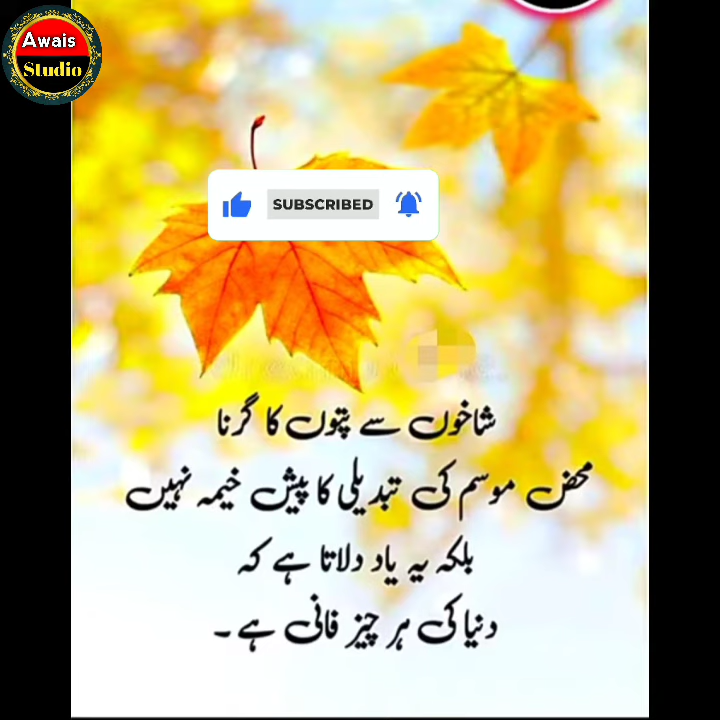 Awais
Studio
SUBSCRIBED
شاخوں سے پتوں کا گرنا
محض موسم کی تبدیلی کا پیش خیمہ نہیں
بلکہ یہ یاد دلاتا ہے کہ
دنیا کی ہر چیز فانی ہے۔